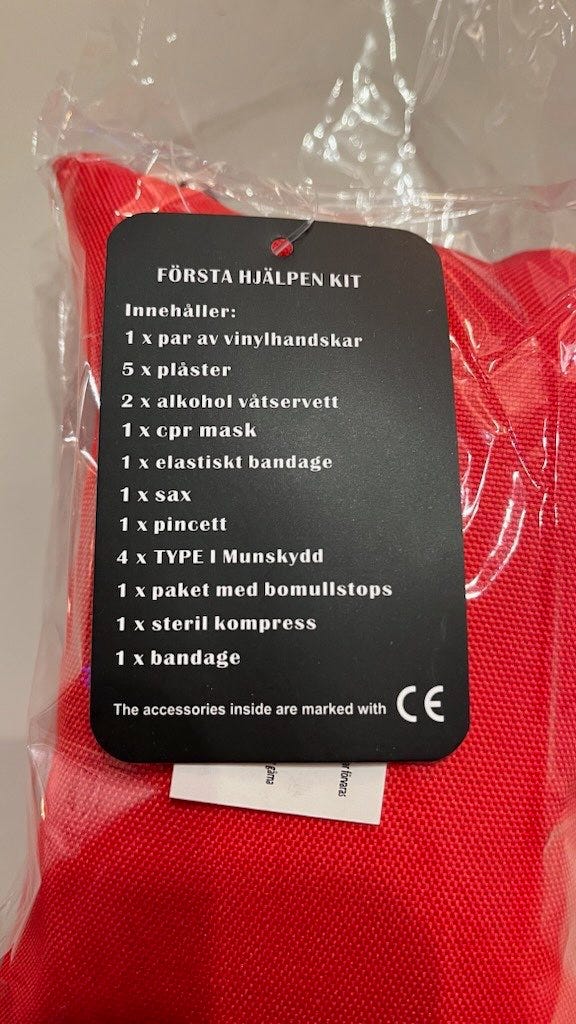 FÖRSTA HJÄLPEN KIT
Innehåller:
1 x par av vinylhandskar
5 x plåster
2 x alkohol våtservett
1 x cpr mask
1 x elastiskt bandage
1 x sax
1 x pincett
4 x TYPE I Munskydd
1 x paket med bomullstops
1 x steril kompress
1 x bandage
The accessories inside are marked with CE
gärna
förvaras